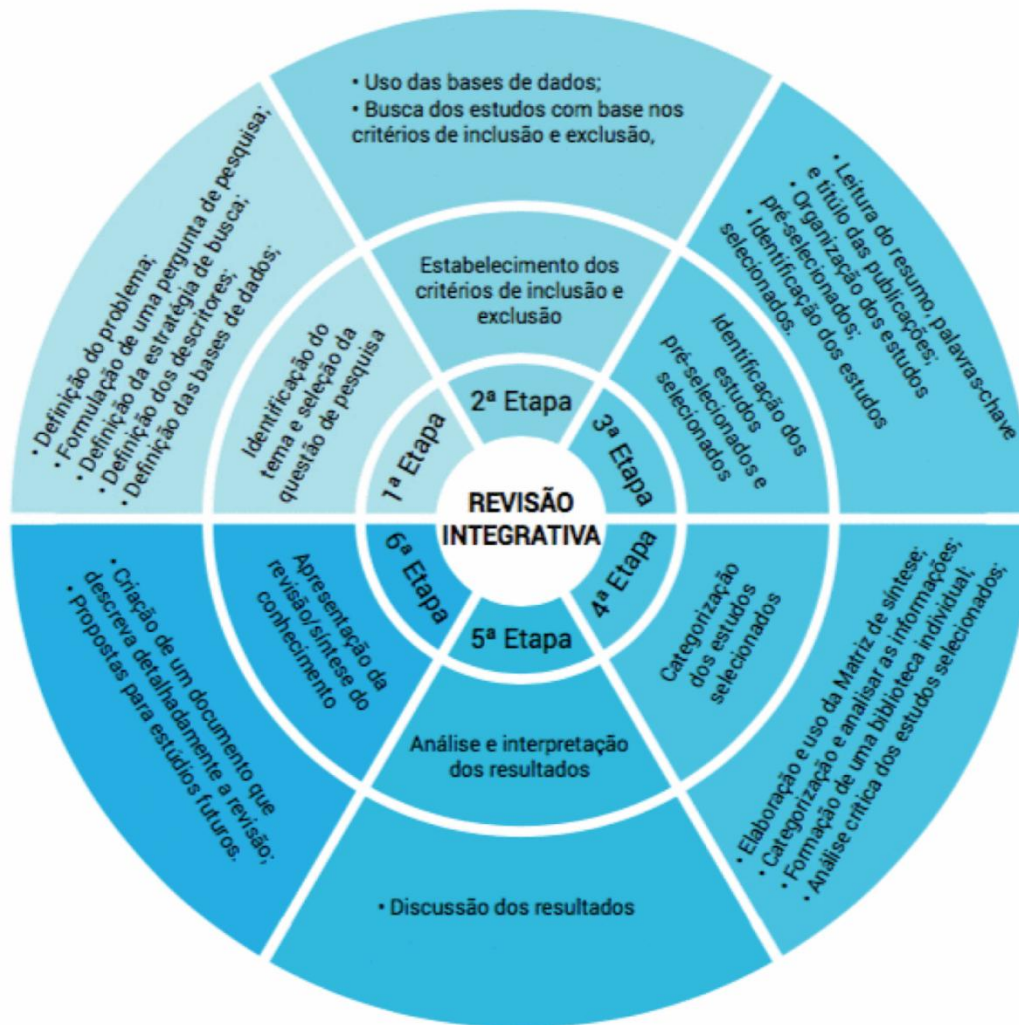 REVISÃO
INTEGRATIVA
1ª Etapa
Identificação do
tema e seleção da
questão de pesquisa
• Definição do problema;
• Formulação de uma pergunta de pesquisa;
• Definição da estratégia de busca;
• Definição dos descritores;
• Definição das bases de dados;
2ª Etapa
Estabelecimento dos
critérios de inclusão e
exclusão
• Uso das bases de dados;
• Busca dos estudos com base nos
critérios de inclusão e exclusão,
3ª Etapa
Identificação dos
estudos
pré-selecionados e
selecionados
• Leitura do resumo, palavras-chave
e titúlo das publicações;
• Organização dos estudos
pré-selecionados;
• Identificação dos estudos
selecionados.
4ª Etapa
Categorização
dos estudos
selecionados
• Elaboração e uso da Matriz de síntese;
• Categorização e analisar as informações;
• Formação de uma biblioteca individual;
• Análise crítica dos estudos selecionados;
5ª Etapa
Análise e interpretação
dos resultados
• Discussão dos resultados
6ª Etapa
Apresentação da
revisão/síntese do
conhecimento
• Criação de um documento que
descreva detalhadamente a revisão;
• Propostas para estúdios futuros.